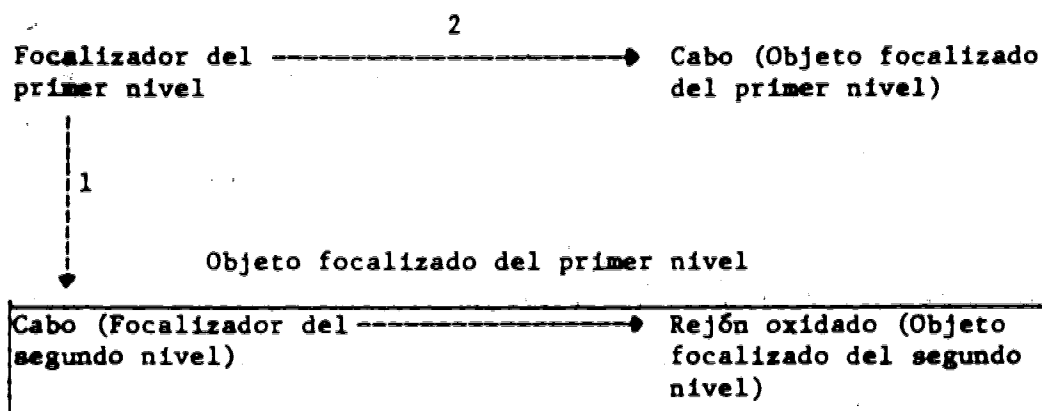 2
Focalizador del
primer nivel
Cabo (Objeto focalizado
del primer nivel)
1
Objeto focalizado del primer nivel
Cabo (Focalizador del
segundo nivel)
Rejón oxidado (Objeto
focalizado del segundo
nivel)